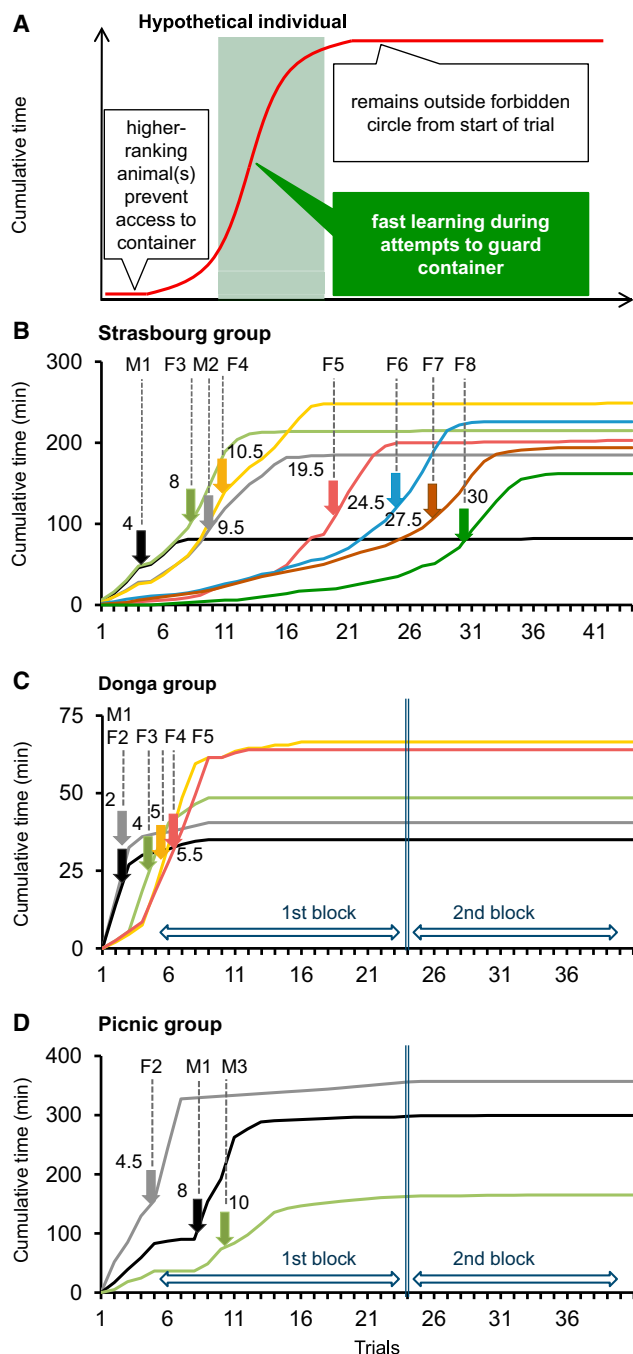 A
Hypothetical individual
Cumulative time
higher-
ranking
animal(s)
prevent
access to
container
remains outside forbidden
circle from start of trial
fast learning during
attempts to guard
container
B
Strasbourg group
Cumulative time (min)
300
200
100
0
M1 F3 M2 F4 F5 F6 F7 F8
4
8
9.5
10.5
19.5
24.5
27.5
30
1 6 11 16 21 26 31 36 41
C
Donga group
Cumulative time (min)
75
50
25
0
M1
F2 F3 F4 F5
2
4
5
5.5
1st block
2nd block
1 6 11 16 21 26 31 36
D
Picnic group
Cumulative time (min)
400
300
200
100
0
F2 M1 M3
4.5
8
10
1st block
2nd block
1 6 11 16 21 26 31 36
Trials